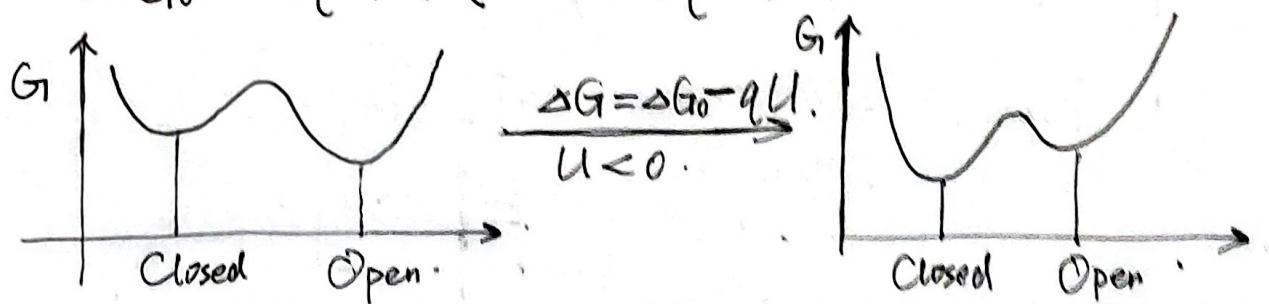 G
ΔG=ΔG₀-qU.
U<0.
Closed Open.
G
Closed Open